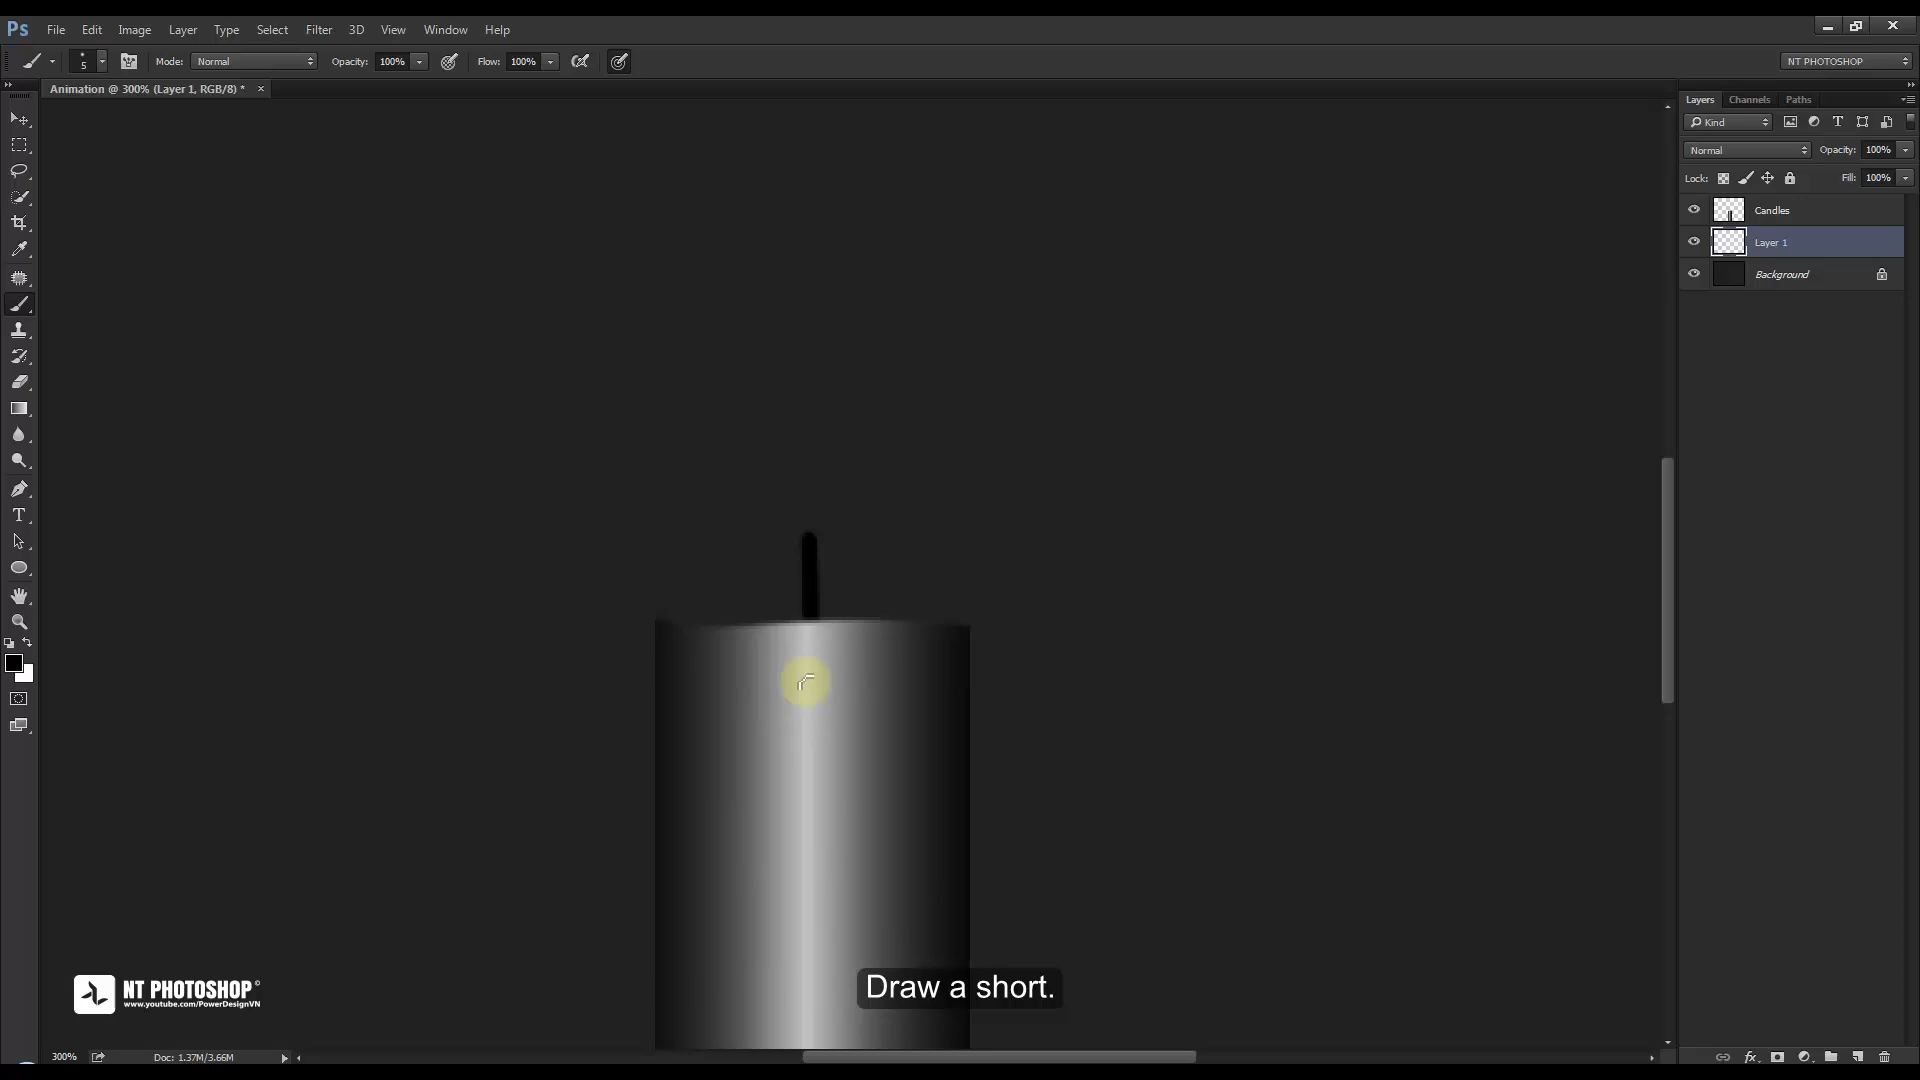 Ps File Edit Image Layer Type Select Filter 3D View Window Help
5 Mode: Normal Opacity: 100% Flow: 100% NT PHOTOSHOP
Animation @ 300% (Layer 1, RGB/8) * ×
Layers Channels Paths
Kind
Normal Opacity: 100%
Lock: Fill: 100%
Candles
Layer 1
Background
NT PHOTOSHOP ©
www.youtube.com/PowerDesignVN
Draw a short.
300% Doc: 1.37M/3.66M